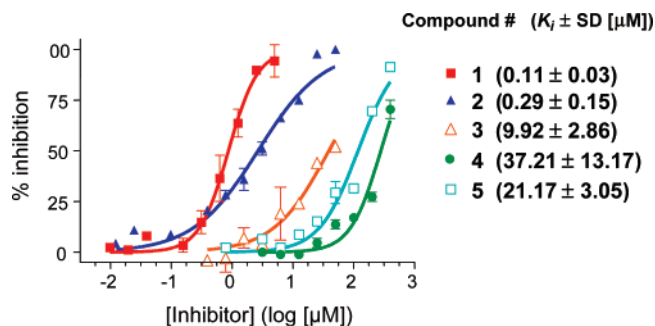 Compound # (Ki ± SD [μM])
1 (0.11 ± 0.03)
2 (0.29 ± 0.15)
3 (9.92 ± 2.86)
4 (37.21 ± 13.17)
5 (21.17 ± 3.05)
% inhibition
00
75
50
25
0
-2 -1 0 1 2 3
[Inhibitor] (log [μM])